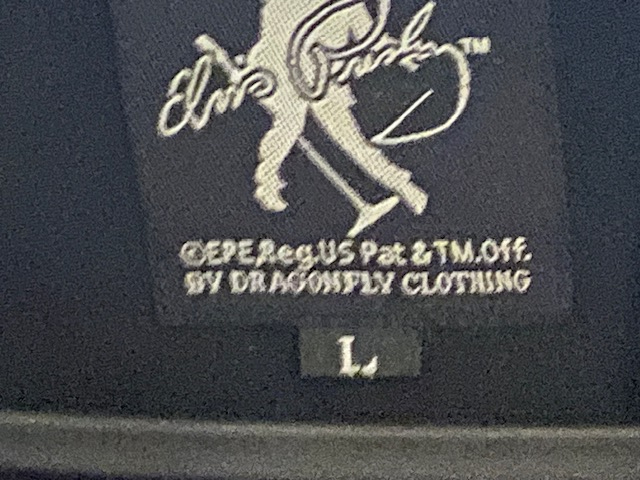 Elvis Presley™
©EPE,Reg.US Pat & TM.Off.
BY DRAGONFLY CLOTHING
L